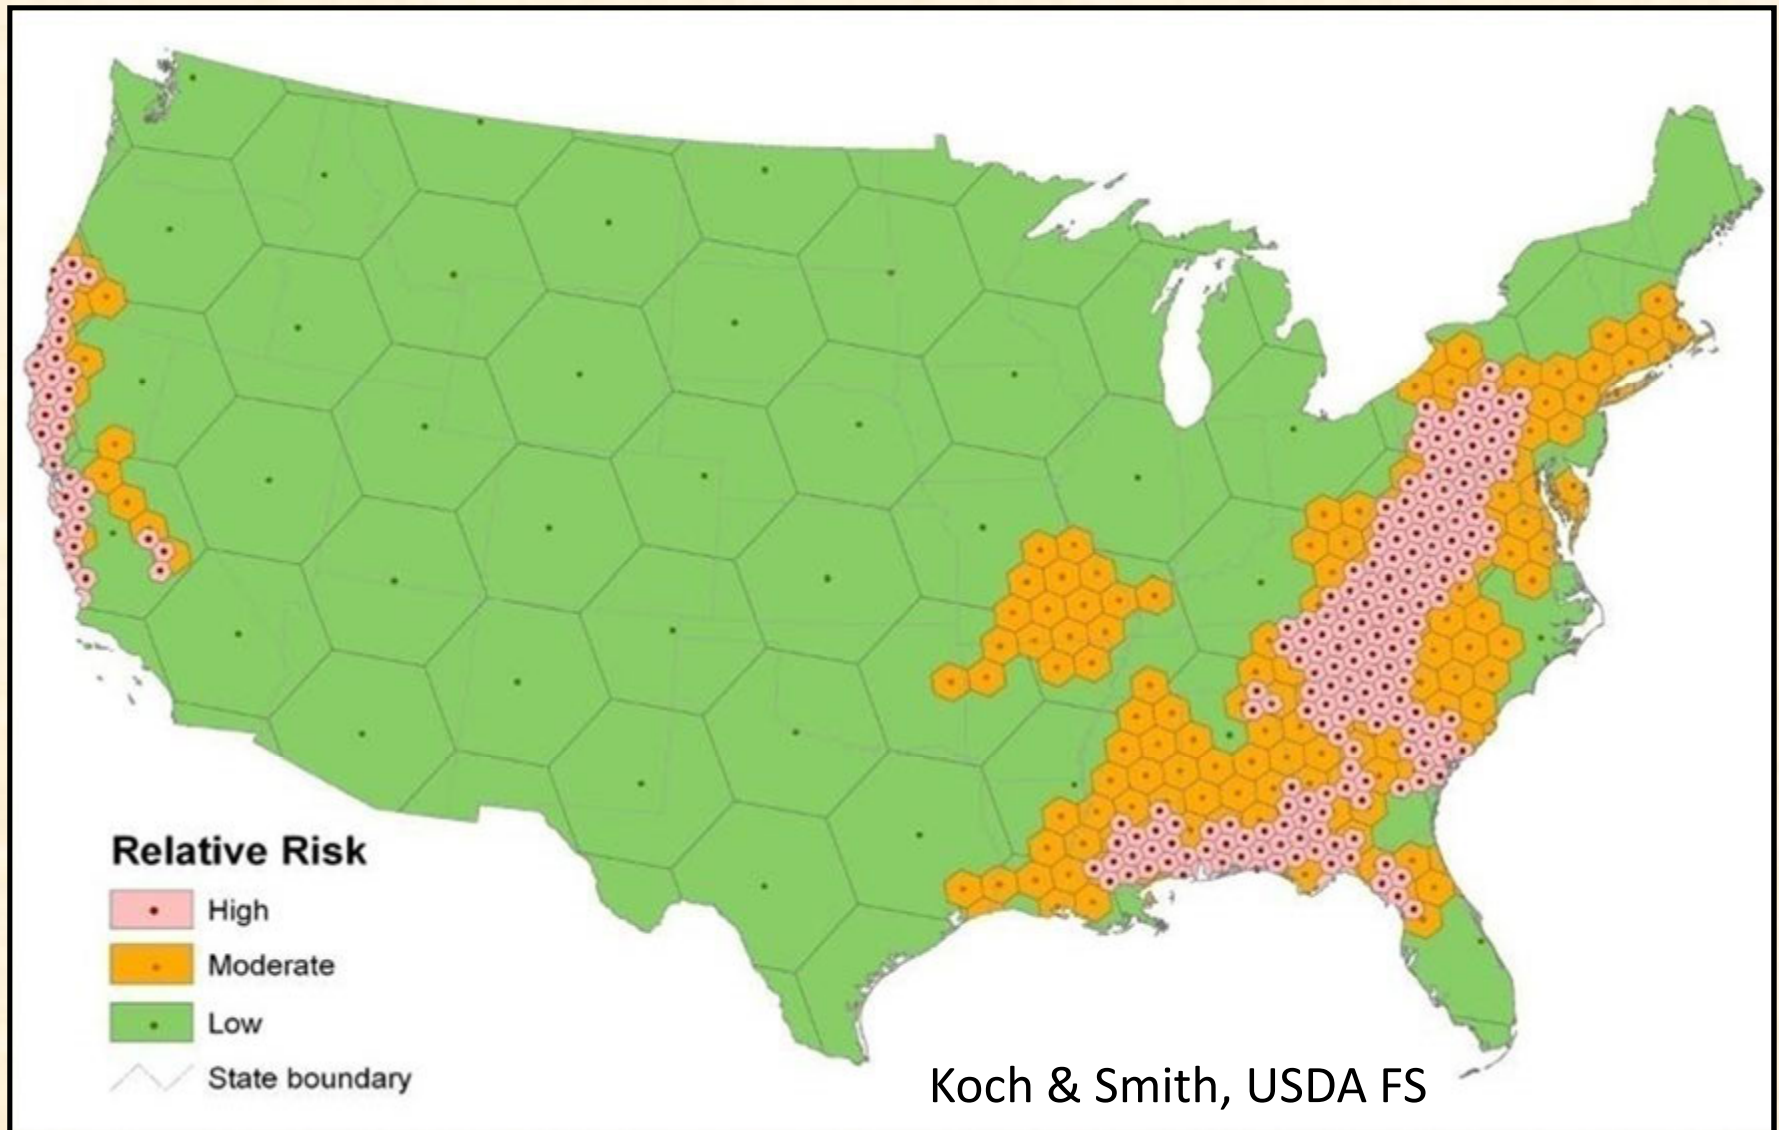 Relative Risk
High
Moderate
Low
State boundary
Koch & Smith, USDA FS